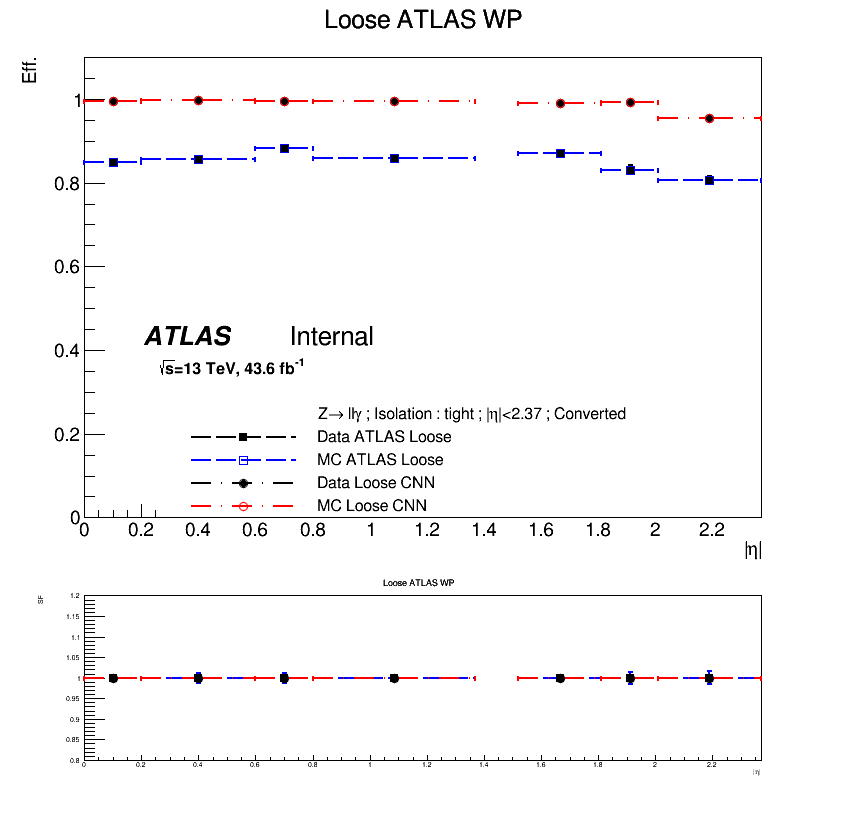 Loose ATLAS WP
Eff.
1
0.8
0.6
0.4
0.2
0
ATLAS Internal
√s=13 TeV, 43.6 fb⁻¹
Z→ llγ ; Isolation : tight ; |η|<2.37 ; Converted
Data ATLAS Loose
MC ATLAS Loose
Data Loose CNN
MC Loose CNN
0 0.2 0.4 0.6 0.8 1 1.2 1.4 1.6 1.8 2 2.2
|η|
Loose ATLAS WP
SF
1.2
1.15
1.1
1.05
1
0.95
0.9
0.85
0.8
0 0.2 0.4 0.6 0.8 1 1.2 1.4 1.6 1.8 2 2.2
|η|